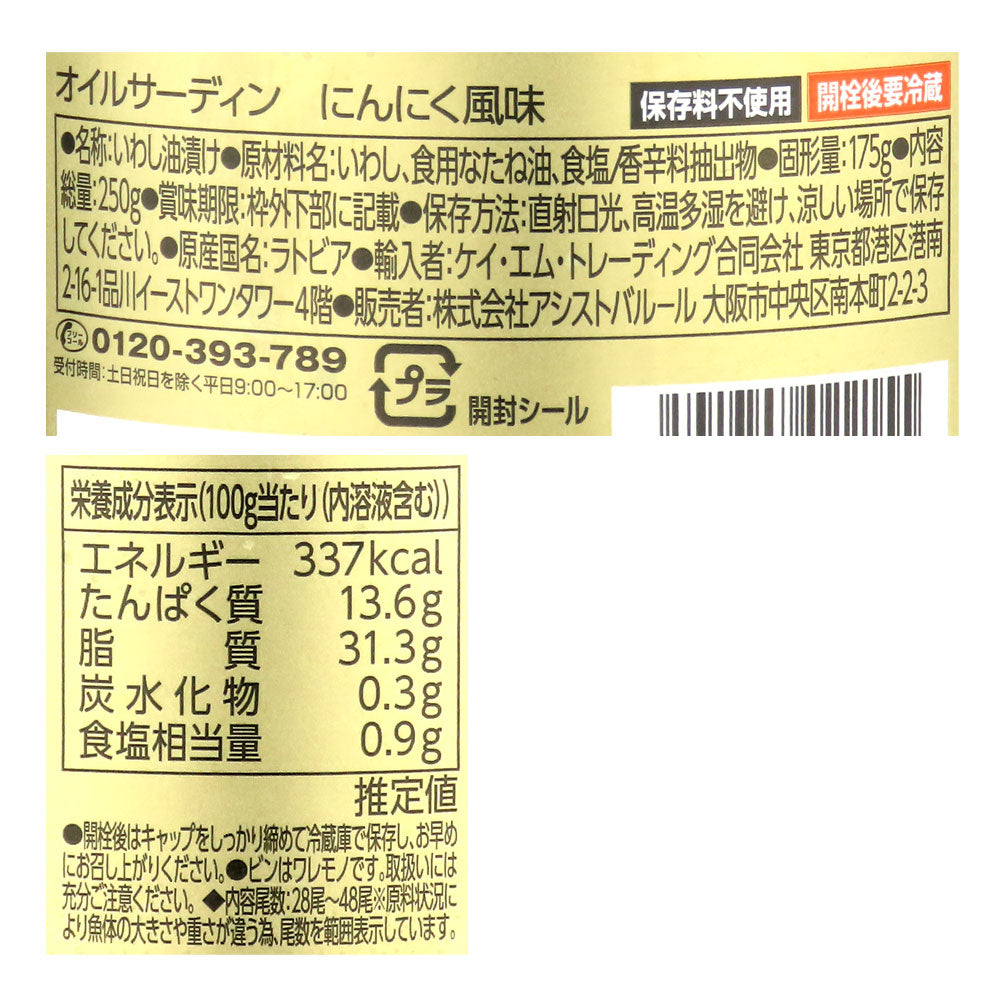 オイルサーディン　にんにく風味
保存料不使用
開栓後要冷蔵
●名称:いわし油漬け●原材料名:いわし、食用なたね油、食塩/香辛料抽出物●固形量:175g●内容
総量:250g●賞味期限:枠外下部に記載●保存方法:直射日光、高温多湿を避け、涼しい場所で保存
してください。●原産国名:ラトビア●輸入者:ケイ・エム・トレーディング合同会社 東京都港区港南
2-16-1品川イーストワンタワー4階●販売者:株式会社アシストバルール 大阪市中央区南本町2-2-3
フリーコール 0120-393-789
受付時間:土日祝日を除く平日9:00〜17:00
プラ
開封シール
栄養成分表示(100g当たり(内溶液含む))
エネルギー 337kcal
たんぱく質 13.6g
脂質 31.3g
炭水化物 0.3g
食塩相当量 0.9g
推定値
●開栓後はキャップをしっかり締めて冷蔵庫で保存し、お早め
にお召し上がりください。●ビンはワレモノです。取扱いには
充分ご注意ください。◆内容尾数:28尾〜48尾※原料状況に
より魚体の大きさや重さが違う為、尾数を範囲表示しています。